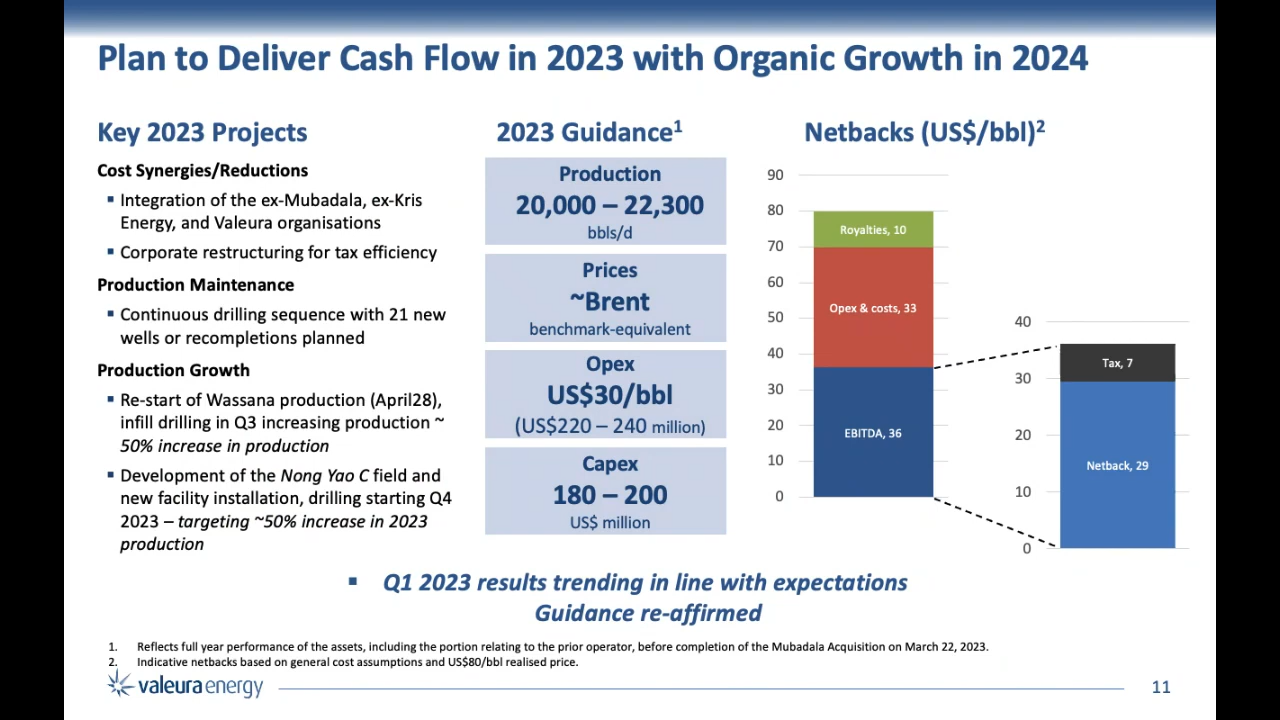 Plan to Deliver Cash Flow in 2023 with Organic Growth in 2024
Key 2023 Projects
Cost Synergies/Reductions
▪ Integration of the ex-Mubadala, ex-Kris
Energy, and Valeura organisations
▪ Corporate restructuring for tax efficiency
Production Maintenance
▪ Continuous drilling sequence with 21 new
wells or recompletions planned
Production Growth
▪ Re-start of Wassana production (April28),
infill drilling in Q3 increasing production ~
50% increase in production
▪ Development of the Nong Yao C field and
new facility installation, drilling starting Q4
2023 – targeting ~50% increase in 2023
production
2023 Guidance1
Production
20,000 – 22,300
bbls/d
Prices
~Brent
benchmark-equivalent
Opex
US$30/bbl
(US$220 – 240 million)
Capex
180 – 200
US$ million
Netbacks (US$/bbl)2
90
80
70
60
50
40
30
20
10
0
Royalties, 10
Opex & costs, 33
EBITDA, 36
40
30
20
10
0
Tax, 7
Netback, 29
▪ Q1 2023 results trending in line with expectations
Guidance re-affirmed
1. Reflects full year performance of the assets, including the portion relating to the prior operator, before completion of the Mubadala Acquisition on March 22, 2023.
2. Indicative netbacks based on general cost assumptions and US$80/bbl realised price.
valeura energy
11